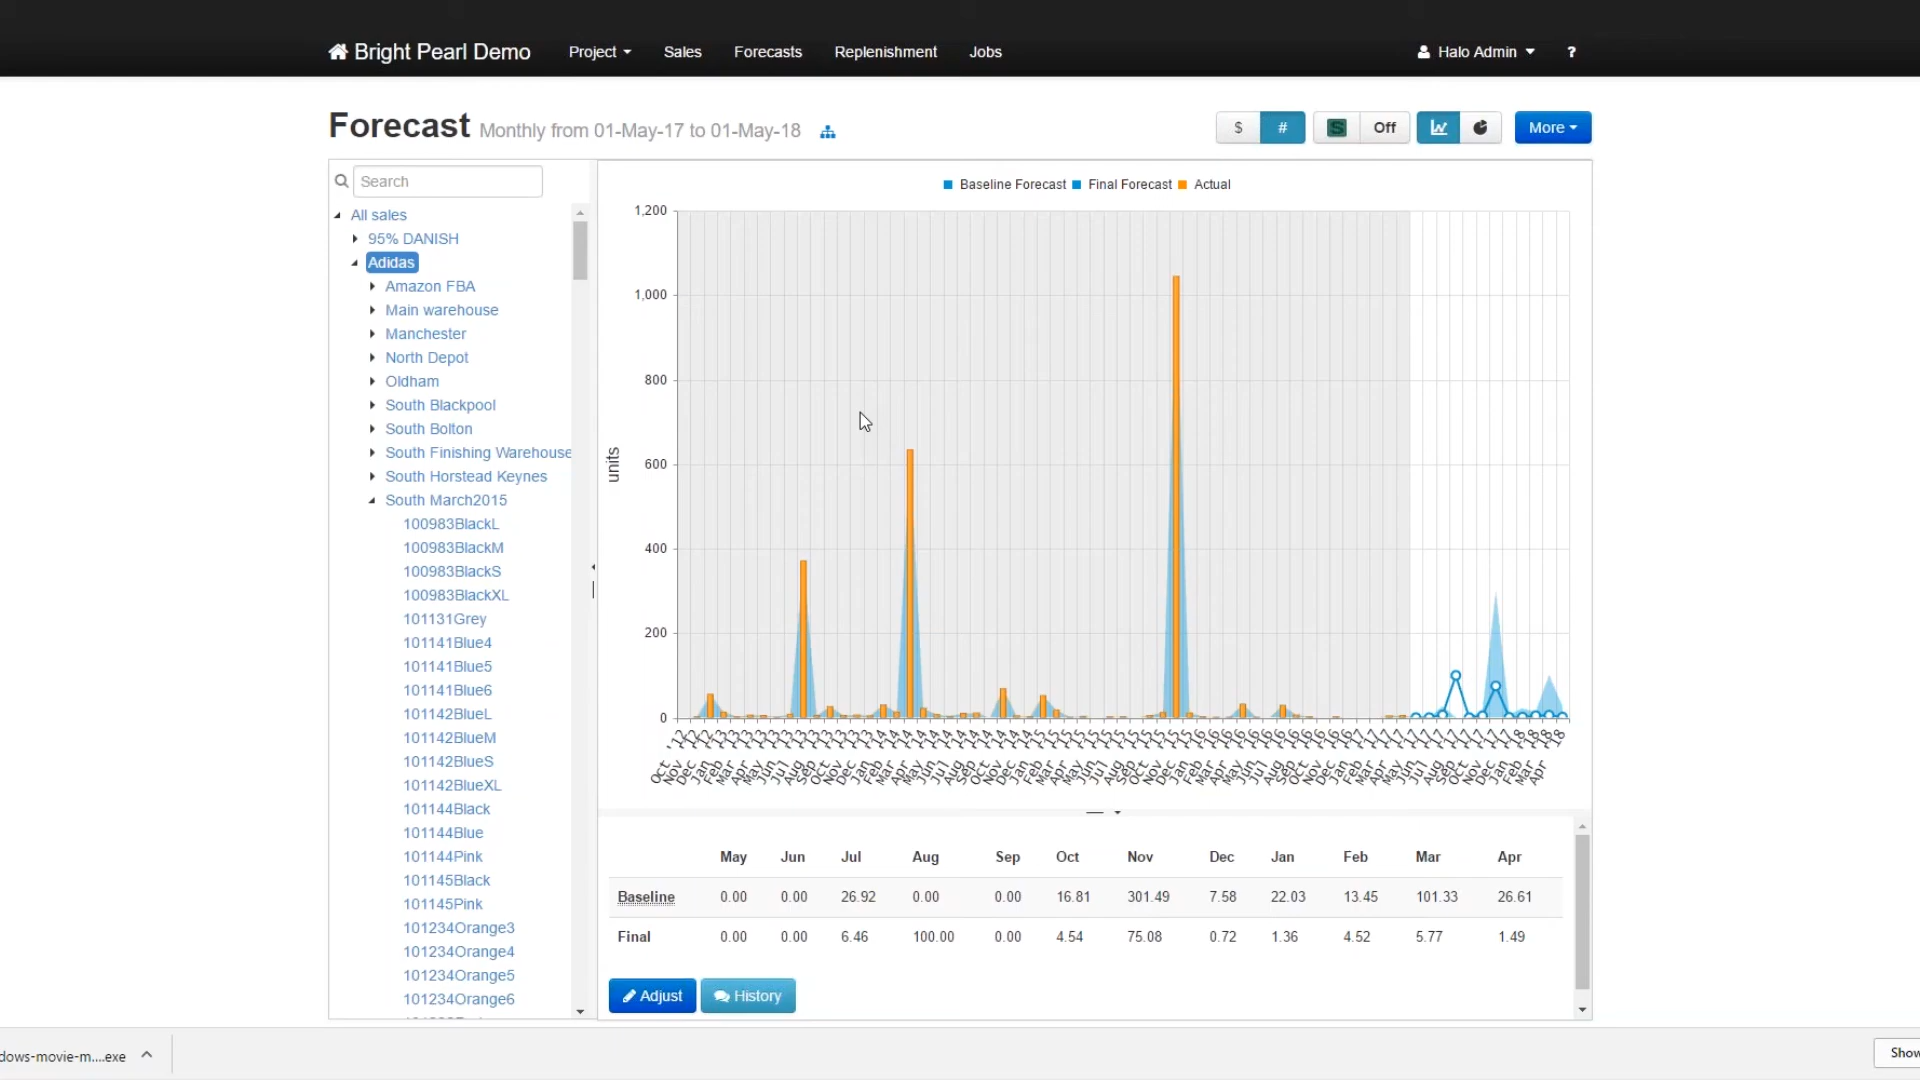 Bright Pearl Demo Project Sales Forecasts Replenishment Jobs Halo Admin ?
Forecast Monthly from 01-May-17 to 01-May-18 $ # S Off More
Search
All sales
95% DANISH
Adidas
Amazon FBA
Main warehouse
Manchester
North Depot
Oldham
South Blackpool
South Bolton
South Finishing Warehouse
South Horstead Keynes
South March2015
100983BlackL
100983BlackM
100983BlackS
100983BlackXL
101131Grey
101141Blue4
101141Blue5
101141Blue6
101142BlueL
101142BlueM
101142BlueS
101142BlueXL
101144Black
101144Blue
101144Pink
101145Black
101145Pink
101234Orange3
101234Orange4
101234Orange5
101234Orange6
Baseline Forecast Final Forecast Actual
1,200
1,000
800
600
400
200
0
units
May Jun Jul Aug Sep Oct Nov Dec Jan Feb Mar Apr
Baseline 0.00 0.00 26.92 0.00 0.00 16.81 301.49 7.58 22.03 13.45 101.33 26.61
Final 0.00 0.00 6.46 100.00 0.00 4.54 75.08 0.72 1.36 4.52 5.77 1.49
Adjust History
dows-movie-m....exe
Show